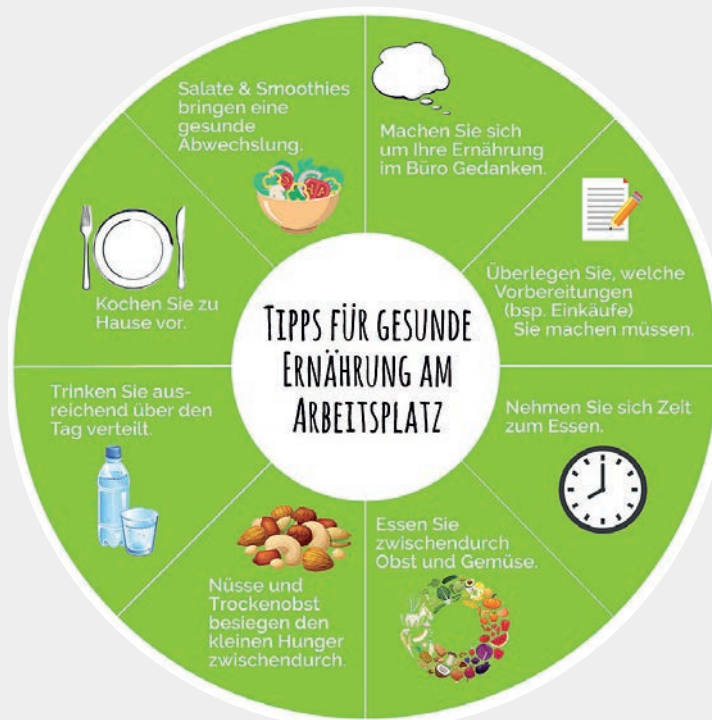 TIPPS FÜR GESUNDE
ERNÄHRUNG AM
ARBEITSPLATZ
Machen Sie sich
um Ihre Ernährung
im Büro Gedanken.
Überlegen Sie, welche
Vorbereitungen
(bsp. Einkäufe)
Sie machen müssen.
Nehmen Sie sich Zeit
zum Essen.
Essen Sie
zwischendurch
Obst und Gemüse.
Nüsse und
Trockenobst
besiegen den
kleinen Hunger
zwischendurch.
Trinken Sie aus-
reichend über den
Tag verteilt.
Kochen Sie zu
Hause vor.
Salate & Smoothies
bringen eine
gesunde
Abwechslung.